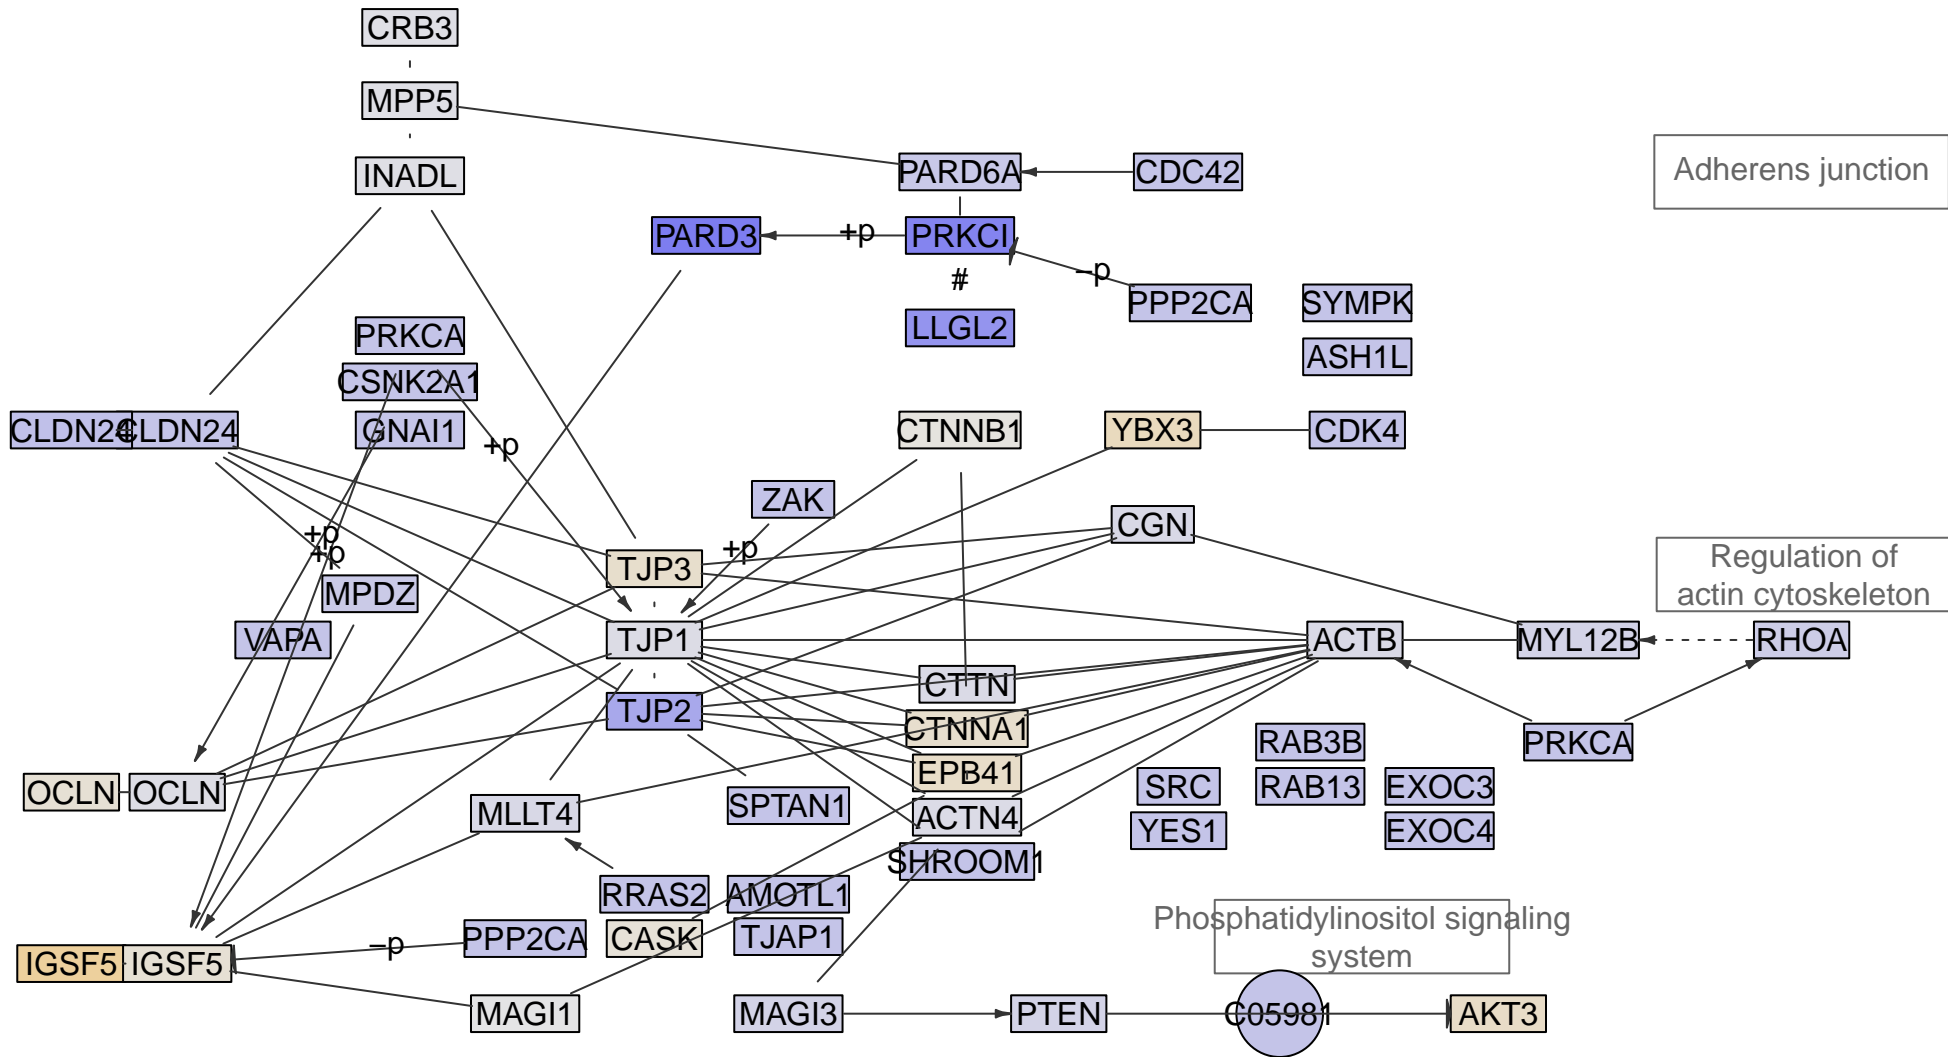 CRB3
MPP5
INADL
PARD6A
CDC42
Adherens junction
PARD3
+p
PRKCI
–p
#
PPP2CA
SYMPK
LLGL2
PRKCA
ASH1L
CSNK2A1
CLDN24
CLDN24
GNAI1
+p
CTNNB1
YBX3
CDK4
ZAK
CGN
+p
+p
+p
TJP3
MPDZ
Regulation of
actin cytoskeleton
VAPA
TJP1
ACTB
MYL12B
RHOA
CTTN
TJP2
CTNNA1
RAB3B
PRKCA
EPB41
OCLN
OCLN
SRC
RAB13
EXOC3
MLLT4
SPTAN1
ACTN4
YES1
EXOC4
SHROOM1
RRAS2
AMOTL1
PPP2CA
CASK
TJAP1
–p
Phosphatidylinositol signaling
system
IGSF5
IGSF5
MAGI1
MAGI3
PTEN
C05981
AKT3